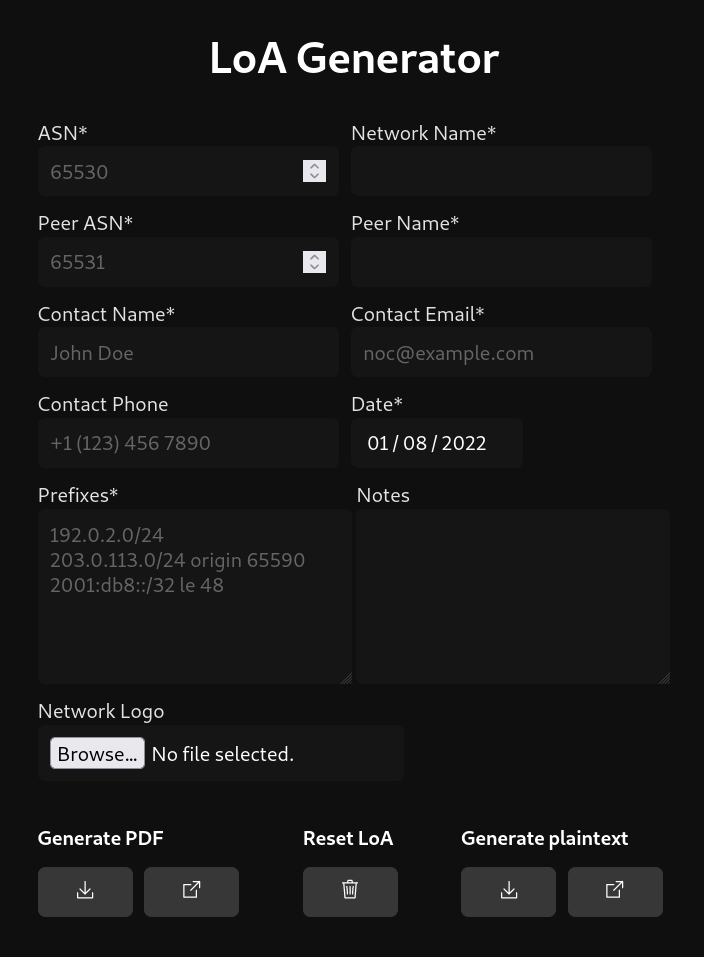 LoA Generator
ASN* Network Name*
65530
Peer ASN* Peer Name*
65531
Contact Name* Contact Email*
John Doe noc@example.com
Contact Phone Date*
+1 (123) 456 7890 01 / 08 / 2022
Prefixes* Notes
192.0.2.0/24
203.0.113.0/24 origin 65590
2001:db8::/32 le 48
Network Logo
Browse... No file selected.
Generate PDF Reset LoA Generate plaintext